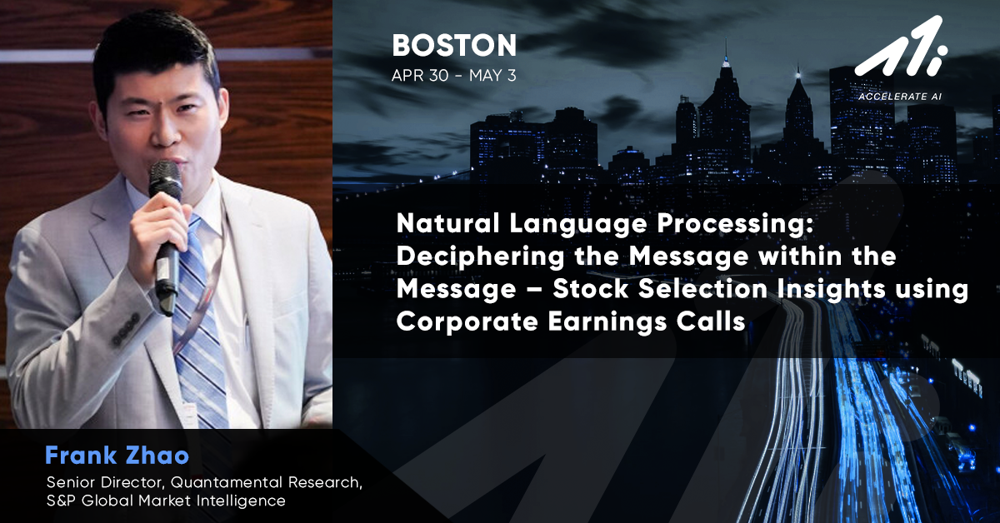 BOSTON
APR 30 - MAY 3
ACCELERATE AI
Natural Language Processing:
Deciphering the Message within the
Message – Stock Selection Insights using
Corporate Earnings Calls
Frank Zhao
Senior Director, Quantamental Research,
S&P Global Market Intelligence